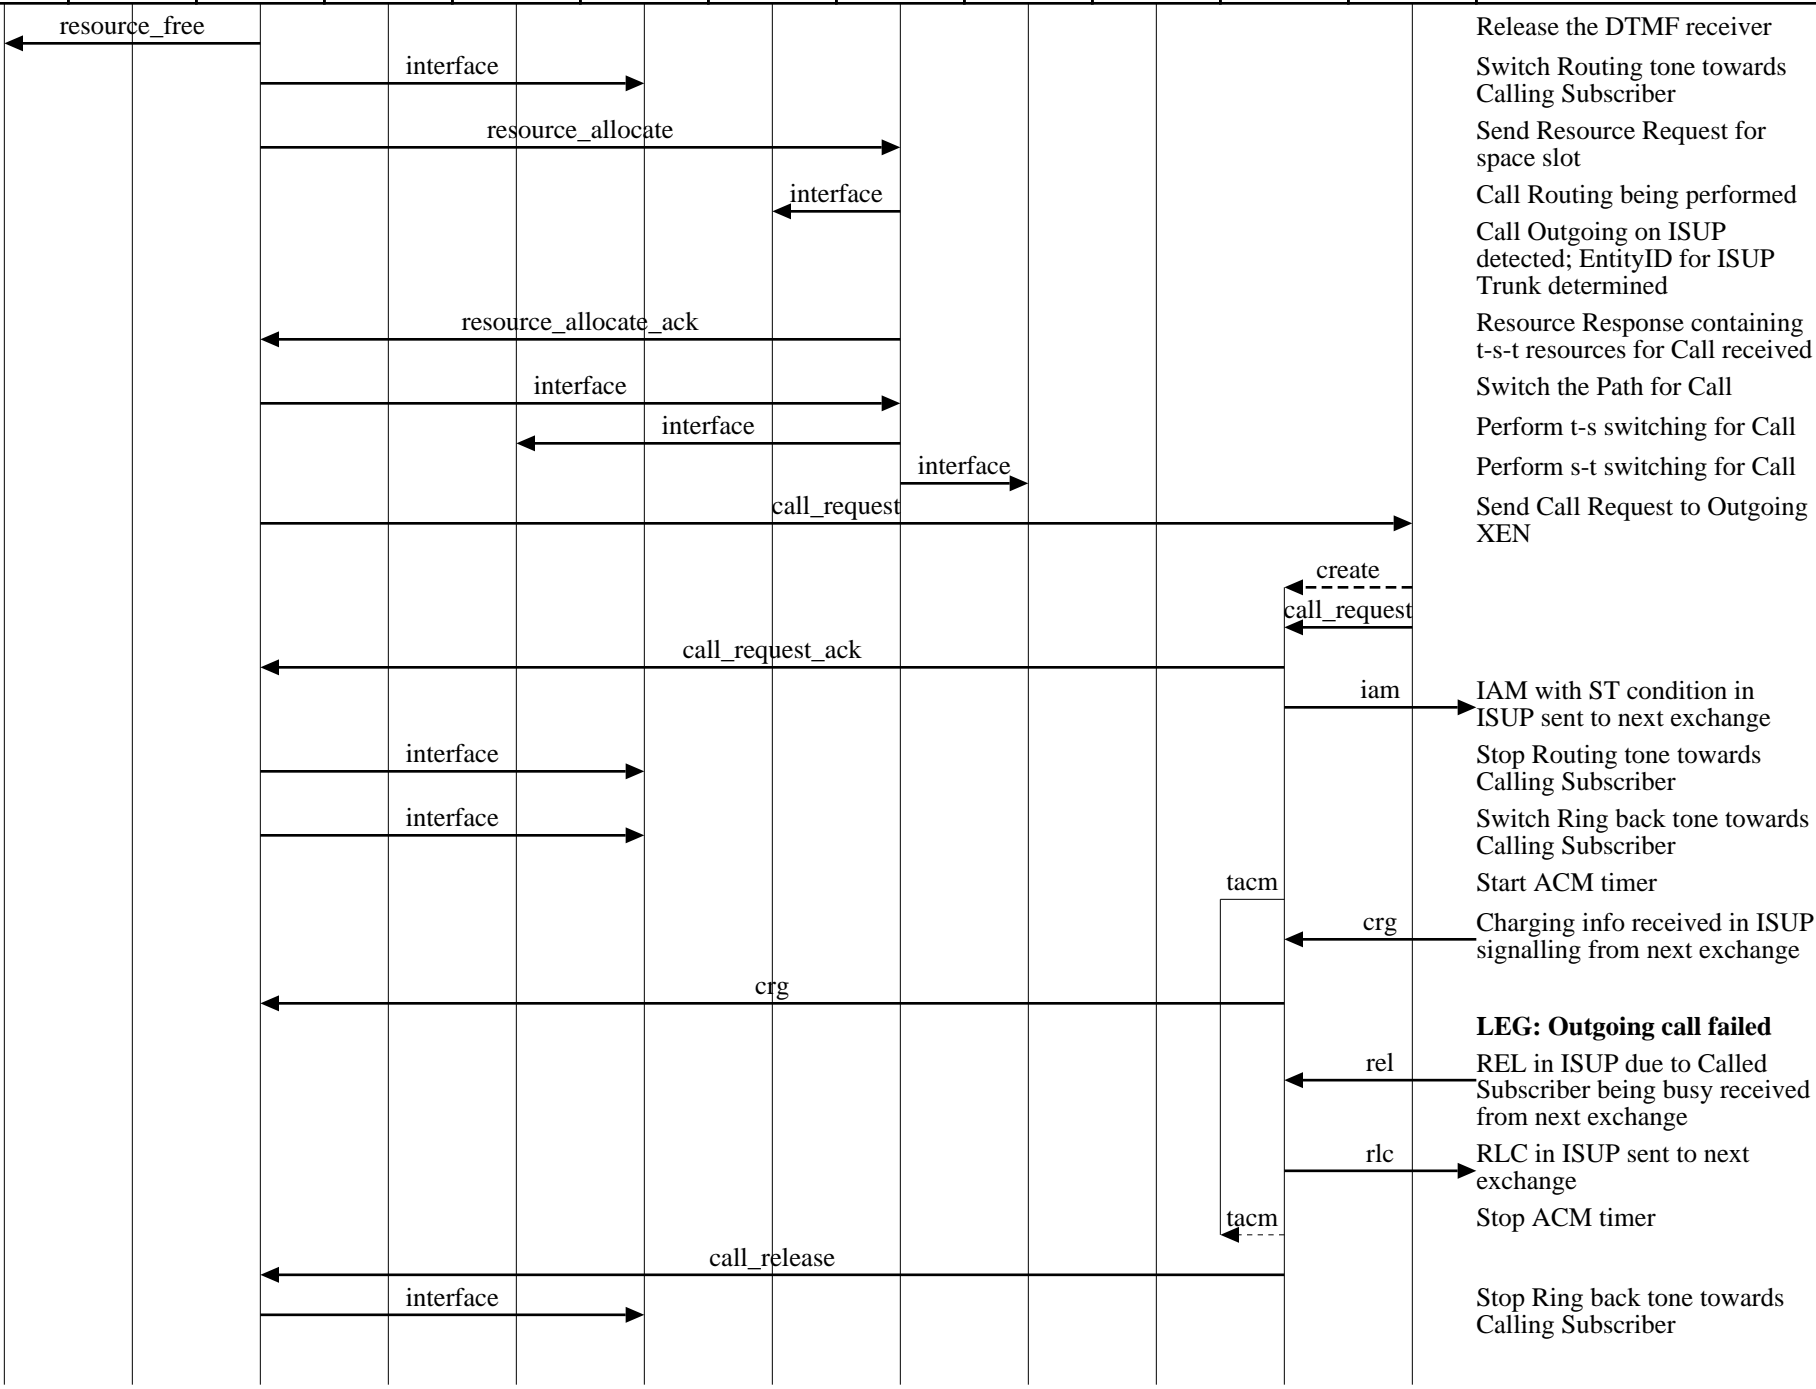 resource_free
Release the DTMF receiver
interface
Switch Routing tone towards
Calling Subscriber
resource_allocate
Send Resource Request for
space slot
interface
Call Routing being performed
Call Outgoing on ISUP
detected; EntityID for ISUP
Trunk determined
resource_allocate_ack
Resource Response containing
t-s-t resources for Call received
interface
Switch the Path for Call
interface
Perform t-s switching for Call
interface
Perform s-t switching for Call
call_request
Send Call Request to Outgoing
XEN
create
call_request
call_request_ack
iam
IAM with ST condition in
ISUP sent to next exchange
interface
Stop Routing tone towards
Calling Subscriber
interface
Switch Ring back tone towards
Calling Subscriber
tacm
Start ACM timer
crg
Charging info received in ISUP
signalling from next exchange
crg
LEG: Outgoing call failed
rel
REL in ISUP due to Called
Subscriber being busy received
from next exchange
rlc
RLC in ISUP sent to next
exchange
tacm
Stop ACM timer
call_release
interface
Stop Ring back tone towards
Calling Subscriber